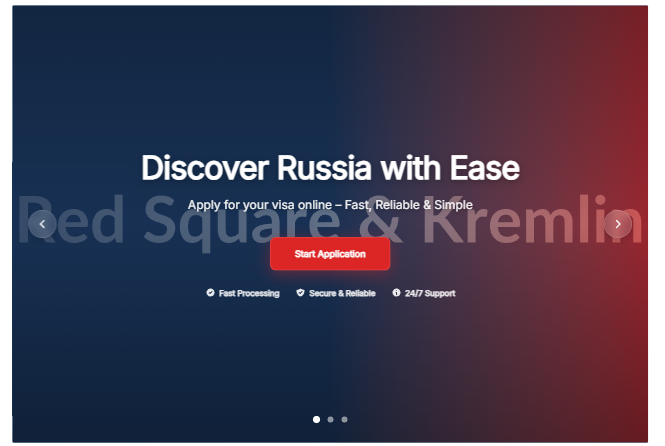 Discover Russia with Ease
Apply for your visa online – Fast, Reliable & Simple
Red Square & Kremlin
Start Application
Fast Processing Secure & Reliable 24/7 Support